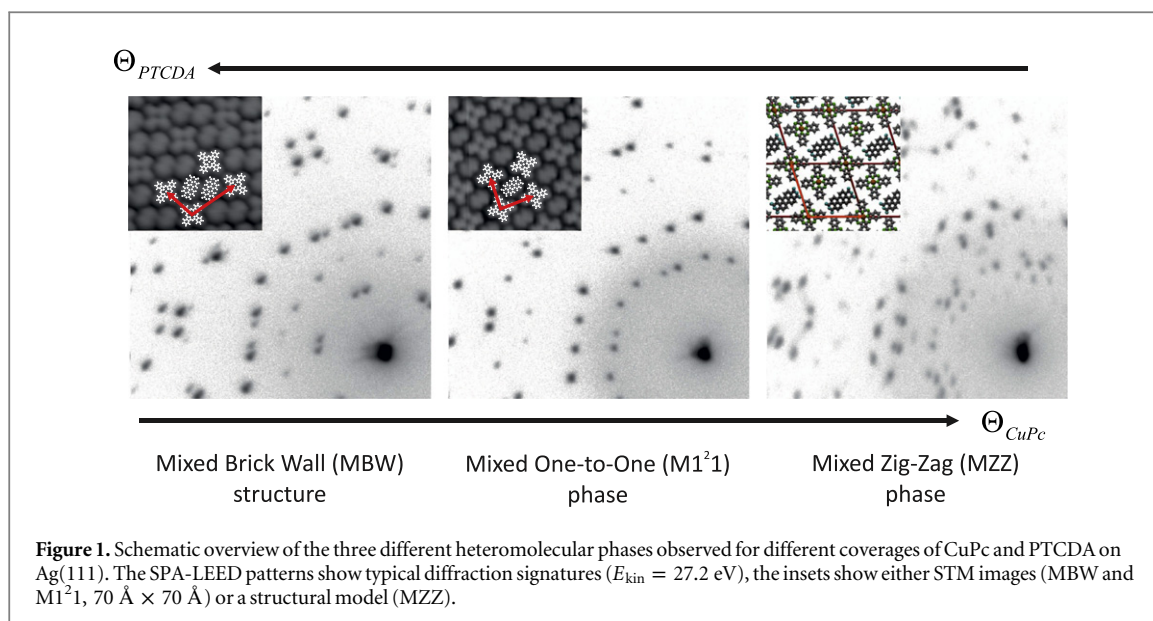 Θ_PTCDA
Θ_CuPc
Mixed Brick Wall (MBW)
structure
Mixed One-to-One (M1²1)
phase
Mixed Zig-Zag (MZZ)
phase
Figure 1. Schematic overview of the three different heteromolecular phases observed for different coverages of CuPc and PTCDA on
Ag(111). The SPA-LEED patterns show typical diffraction signatures (E_kin = 27.2 eV), the insets show either STM images (MBW and
M1²1, 70 Å × 70 Å) or a structural model (MZZ).